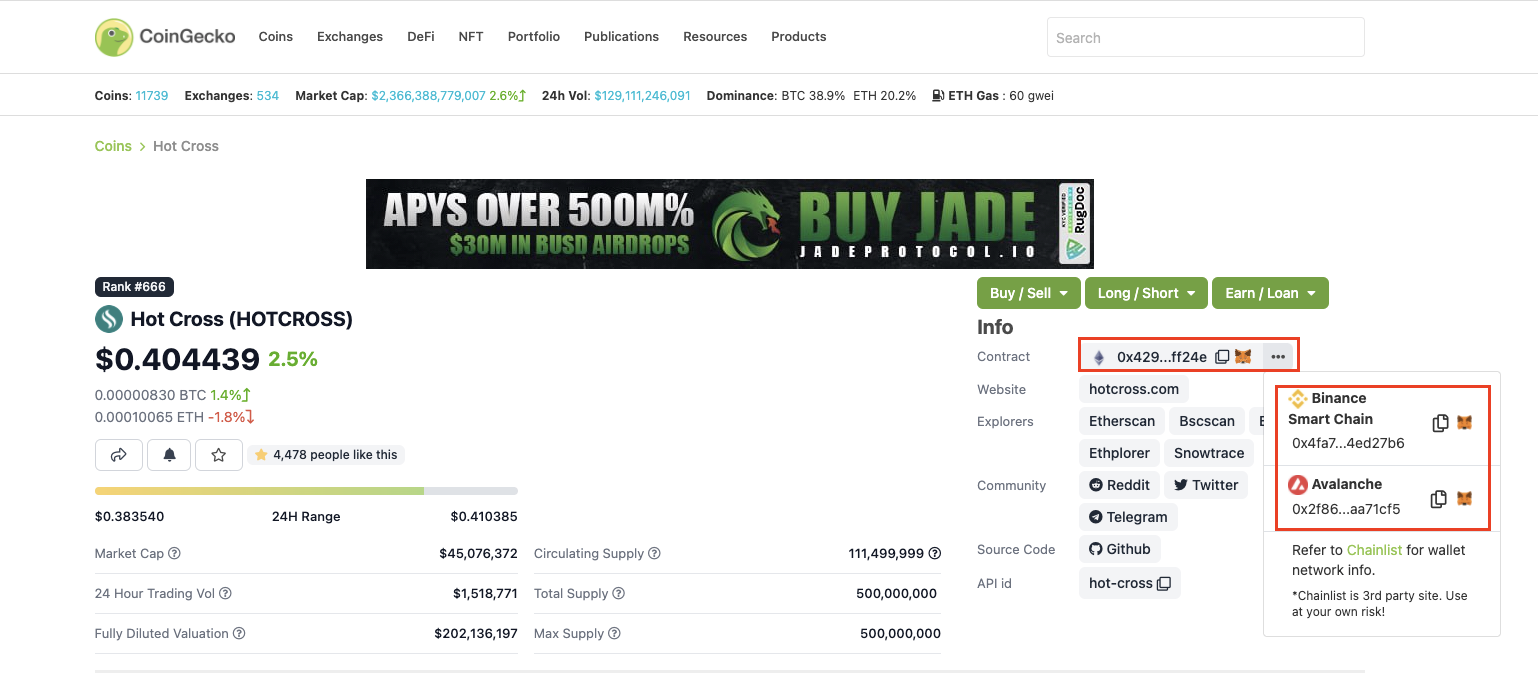 CoinGecko Coins Exchanges DeFi NFT Portfolio Publications Resources Products Search
Coins: 11739 Exchanges: 534 Market Cap: $2,366,388,779,007 2.6% 24h Vol: $129,111,246,091 Dominance: BTC 38.9% ETH 20.2% ETH Gas : 60 gwei
Coins > Hot Cross
APYS OVER 500M%
$30M IN BUSD AIRDROPS
BUY JADE
JADEPROTOCOL.IO
KYC VERIFIED
RugDoc
Rank #666
Hot Cross (HOTCROSS)
$0.404439 2.5%
0.00000830 BTC 1.4%
0.00010065 ETH -1.8%
4,478 people like this
$0.383540 24H Range $0.410385
Market Cap $45,076,372
24 Hour Trading Vol $1,518,771
Fully Diluted Valuation $202,136,197
Circulating Supply 111,499,999
Total Supply 500,000,000
Max Supply 500,000,000
Buy / Sell Long / Short Earn / Loan
Info
Contract 0x429...ff24e
Website hotcross.com
Explorers Etherscan Bscscan
Ethplorer Snowtrace
Community Reddit Twitter
Telegram
Source Code Github
API id hot-cross
Binance
Smart Chain
0x4fa7...4ed27b6
Avalanche
0x2f86...aa71cf5
Refer to Chainlist for wallet
network info.
*Chainlist is 3rd party site. Use
at your own risk!